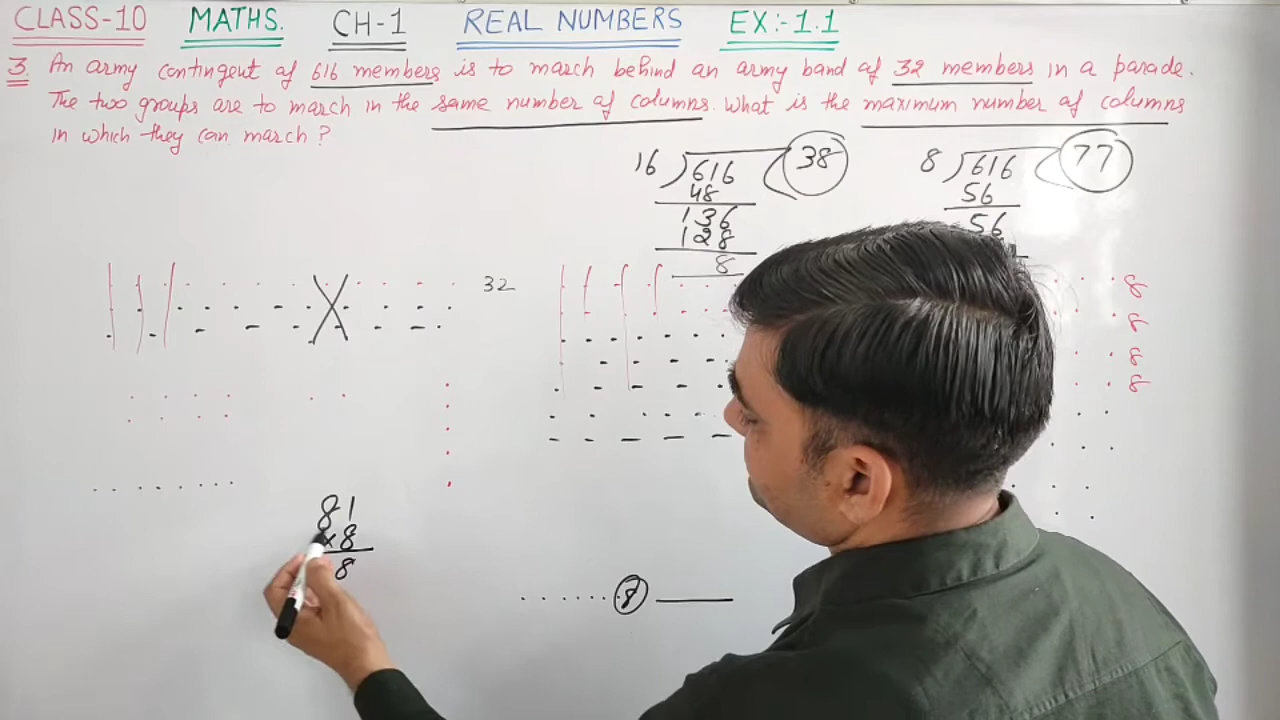 CLASS-10 MATHS. CH-1 REAL NUMBERS EX:-1.1
3. An army contingent of 616 members is to march behind an army band of 32 members in a parade.
The two groups are to march in the same number of columns. What is the maximum number of columns
in which they can march?
16 616 38
48
136
128
8
8 616 77
56
56
32
8
8
8
8
81
×8
8
8